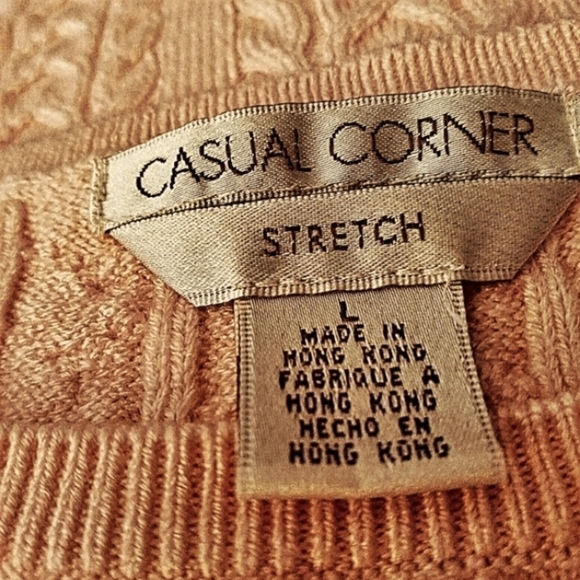 CASUAL CORNER
STRETCH
L
MADE IN
HONG KONG
FABRIQUE A
HONG KONG
HECHO EN
HONG KONG